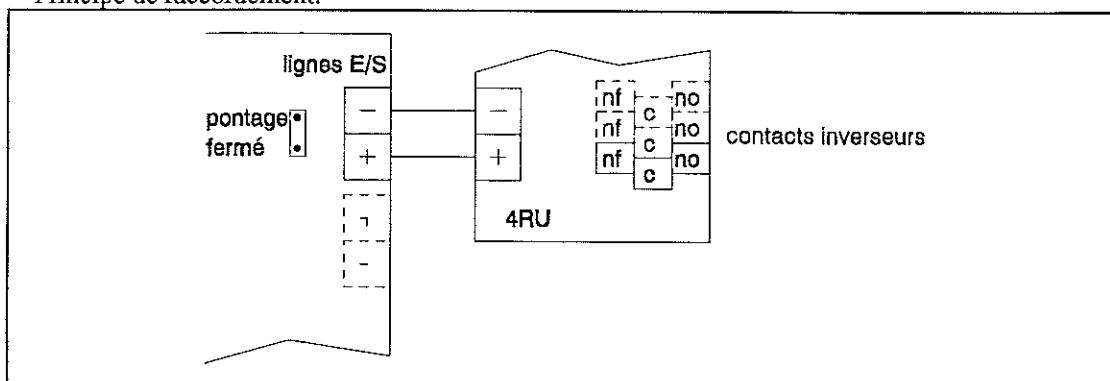 lignes E/S
pontage
fermé
−
+
−
+
nf
c
no
nf
c
no
nf
c
no
contacts inverseurs
4RU